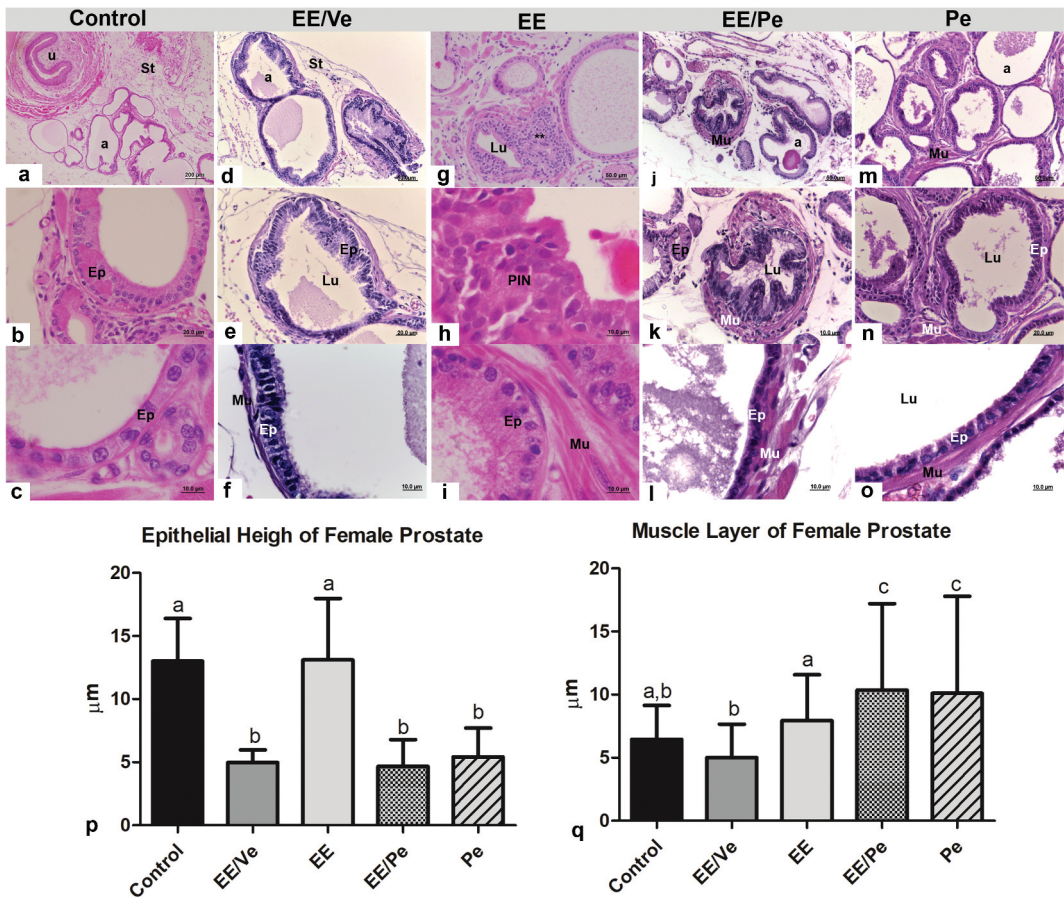 Control EE/Ve EE EE/Pe Pe
u St a 200 µm a
St a d
Lu ** 50.0 µm g
Mu a j
a Mu m
Ep b
Ep Lu 20.0 µm e
PIN 10.0 µm h
Ep Lu Mu 10.0 µm k
Lu Ep Mu 20.0 µm n
Ep 10.0 µm c
Mu Ep 10.0 µm f
Ep Mu 10.0 µm i
Ep Mu 10.0 µm l
Lu Ep Mu 10.0 µm o
Epithelial Heigh of Female Prostate
20
15
10
5
0
µm
a
b
a
b
b
p
Control
EE/Ve
EE
EE/Pe
Pe
Muscle Layer of Female Prostate
20
15
10
5
0
µm
a,b
b
a
c
c
q
Control
EE/Ve
EE
EE/Pe
Pe